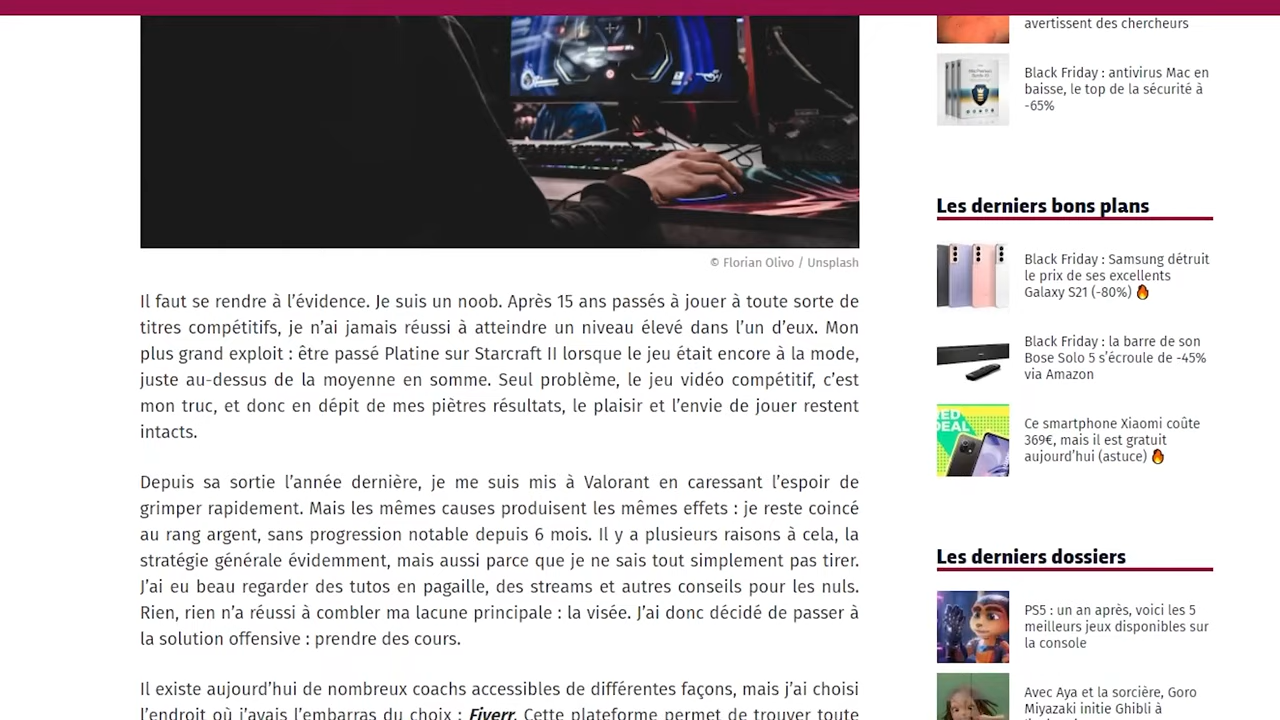 © Florian Olivo / Unsplash
Il faut se rendre à l’évidence. Je suis un noob. Après 15 ans passés à jouer à toute sorte de
titres compétitifs, je n’ai jamais réussi à atteindre un niveau élevé dans l’un d’eux. Mon
plus grand exploit : être passé Platine sur Starcraft II lorsque le jeu était encore à la mode,
juste au-dessus de la moyenne en somme. Seul problème, le jeu vidéo compétitif, c’est
mon truc, et donc en dépit de mes piètres résultats, le plaisir et l’envie de jouer restent
intacts.
Depuis sa sortie l’année dernière, je me suis mis à Valorant en caressant l’espoir de
grimper rapidement. Mais les mêmes causes produisent les mêmes effets : je reste coincé
au rang argent, sans progression notable depuis 6 mois. Il y a plusieurs raisons à cela, la
stratégie générale évidemment, mais aussi parce que je ne sais tout simplement pas tirer.
J’ai eu beau regarder des tutos en pagaille, des streams et autres conseils pour les nuls.
Rien, rien n’a réussi à combler ma lacune principale : la visée. J’ai donc décidé de passer à
la solution offensive : prendre des cours.
Il existe aujourd’hui de nombreux coachs accessibles de différentes façons, mais j’ai choisi
l’endroit où j’avais l’embarras du choix : Fiverr. Cette plateforme permet de trouver toute
avertissent des chercheurs
Black Friday : antivirus Mac en
baisse, le top de la sécurité à
-65%
Les derniers bons plans
Black Friday : Samsung détruit
le prix de ses excellents
Galaxy S21 (-80%) 🔥
Black Friday : la barre de son
Bose Solo 5 s’écroule de -45%
via Amazon
RED
DEAL
Ce smartphone Xiaomi coûte
369€, mais il est gratuit
aujourd’hui (astuce) 🔥
Les derniers dossiers
PS5 : un an après, voici les 5
meilleurs jeux disponibles sur
la console
Avec Aya et la sorcière, Goro
Miyazaki initie Ghibli à